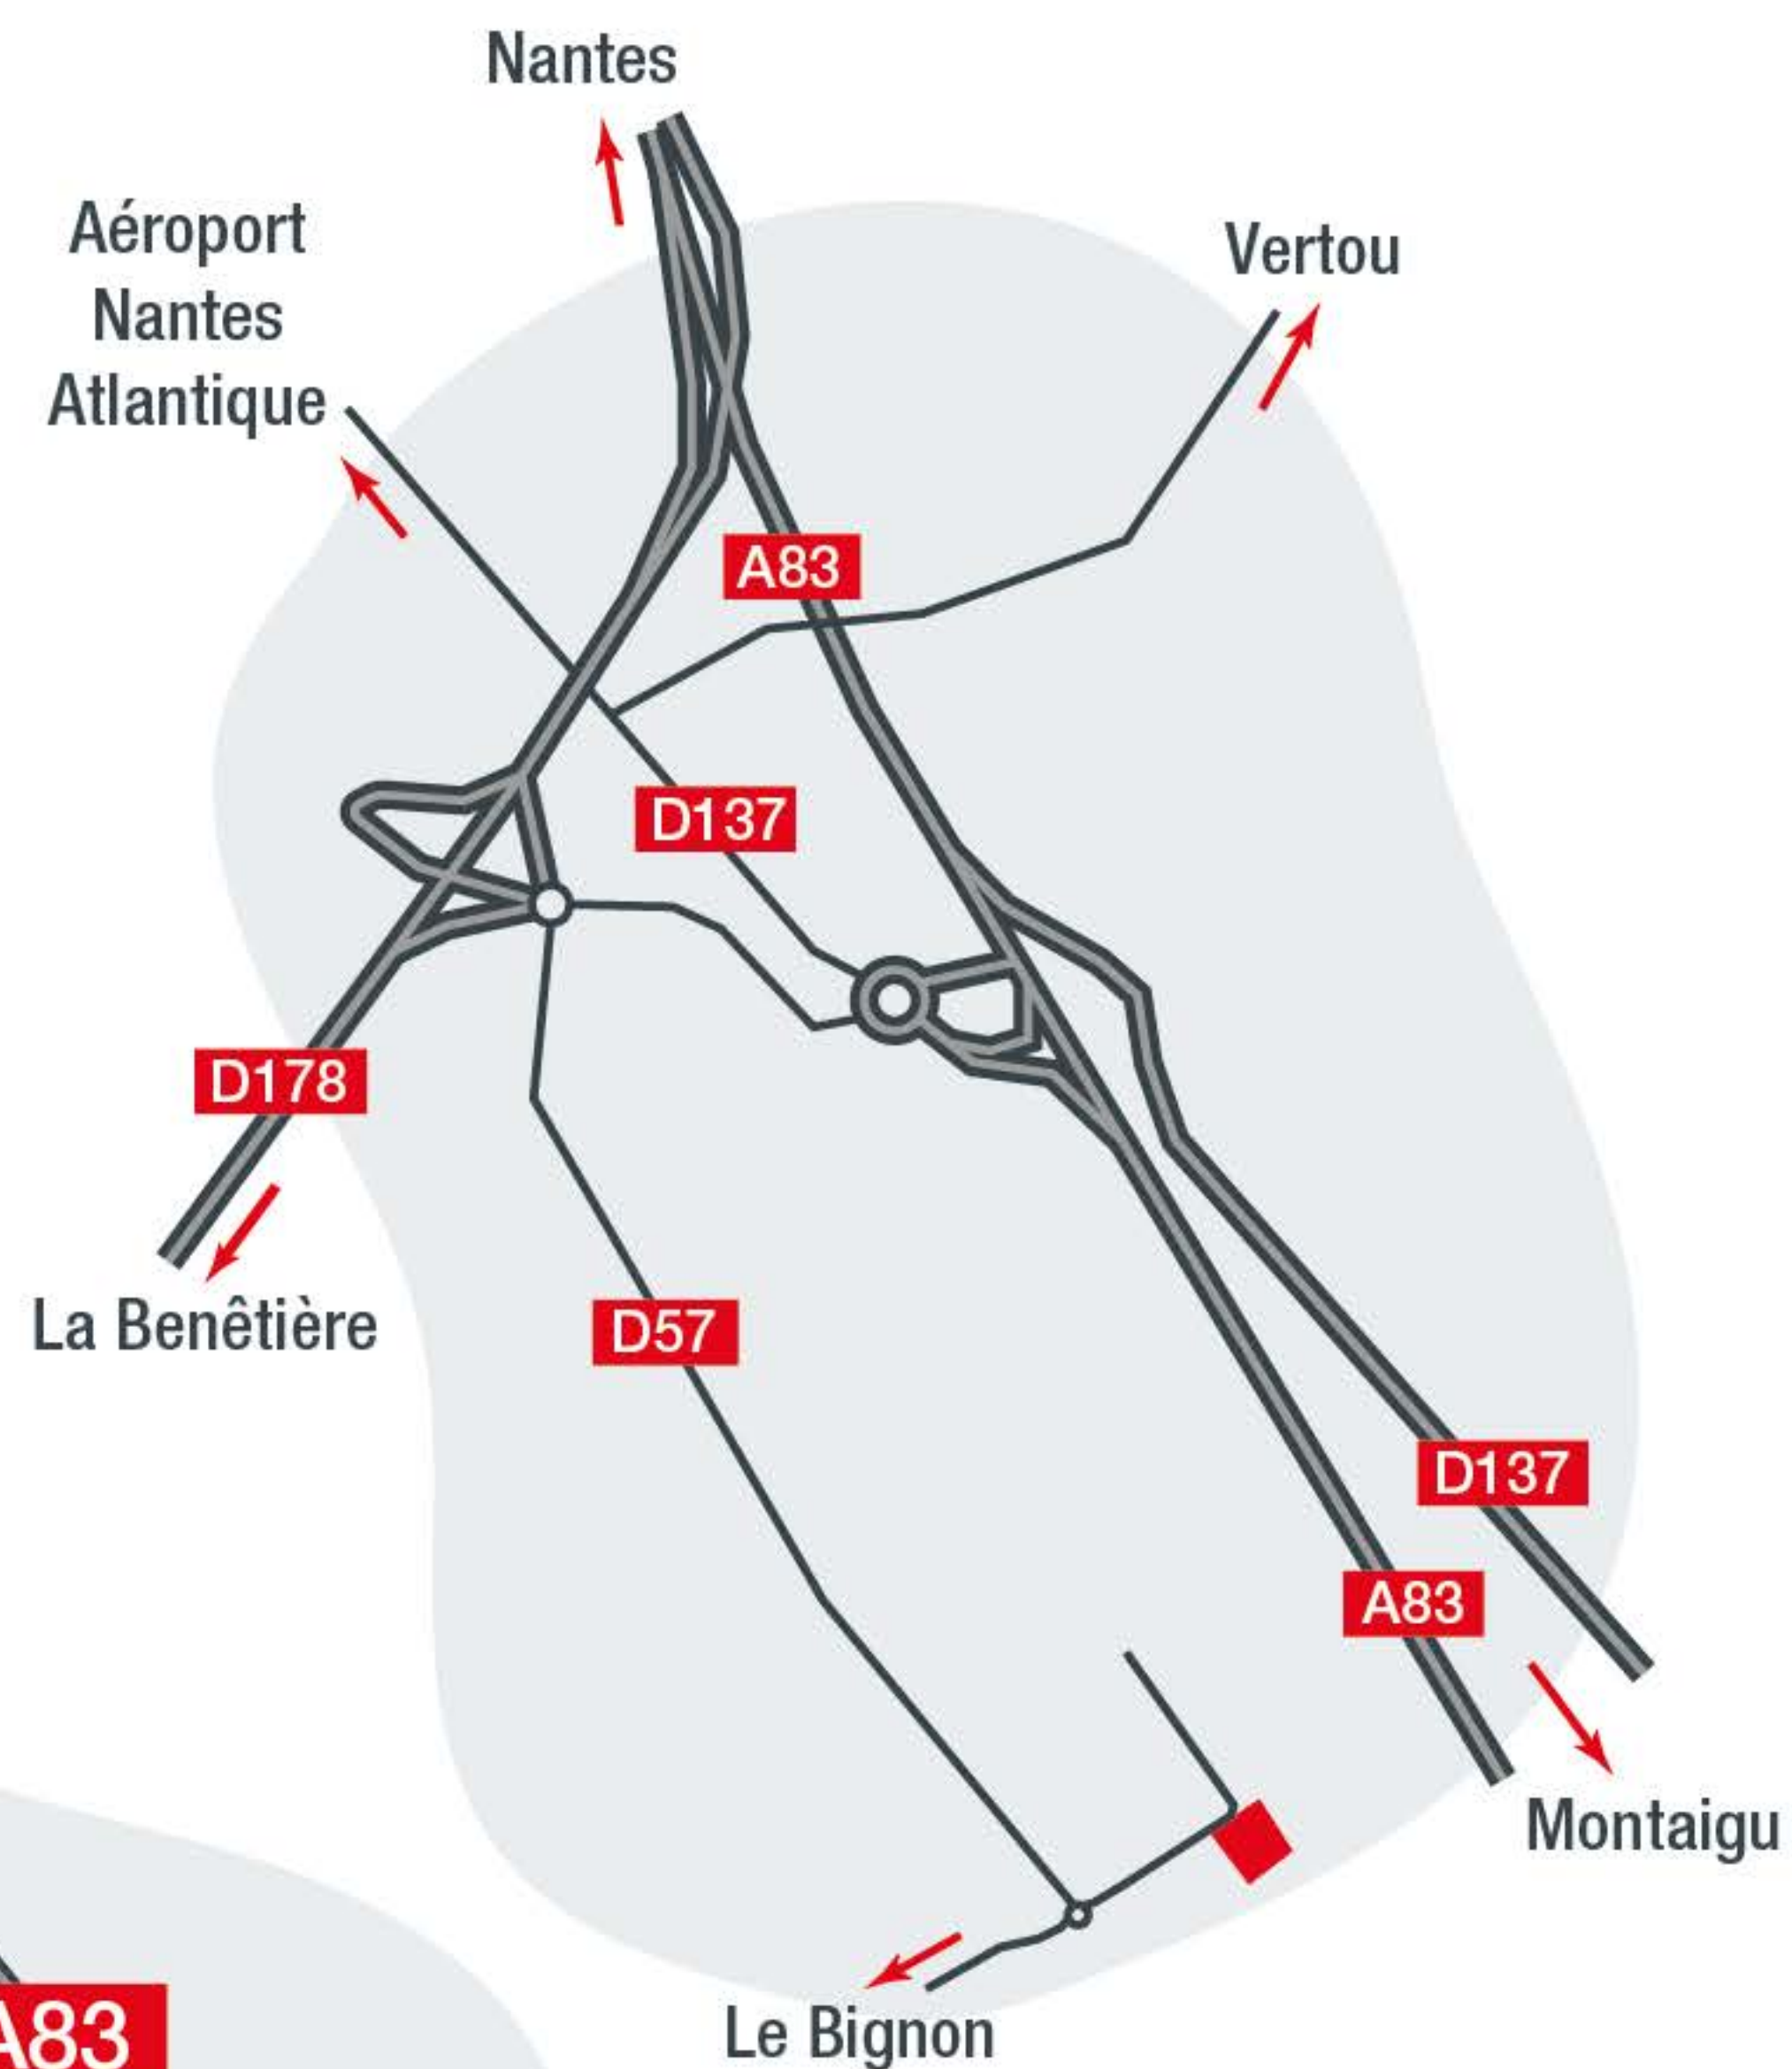 Nantes
Aéroport
Nantes
Atlantique
Vertou
A83
D137
D178
La Benêtière
D57
D137
A83
Montaigu
Le Bignon
A83